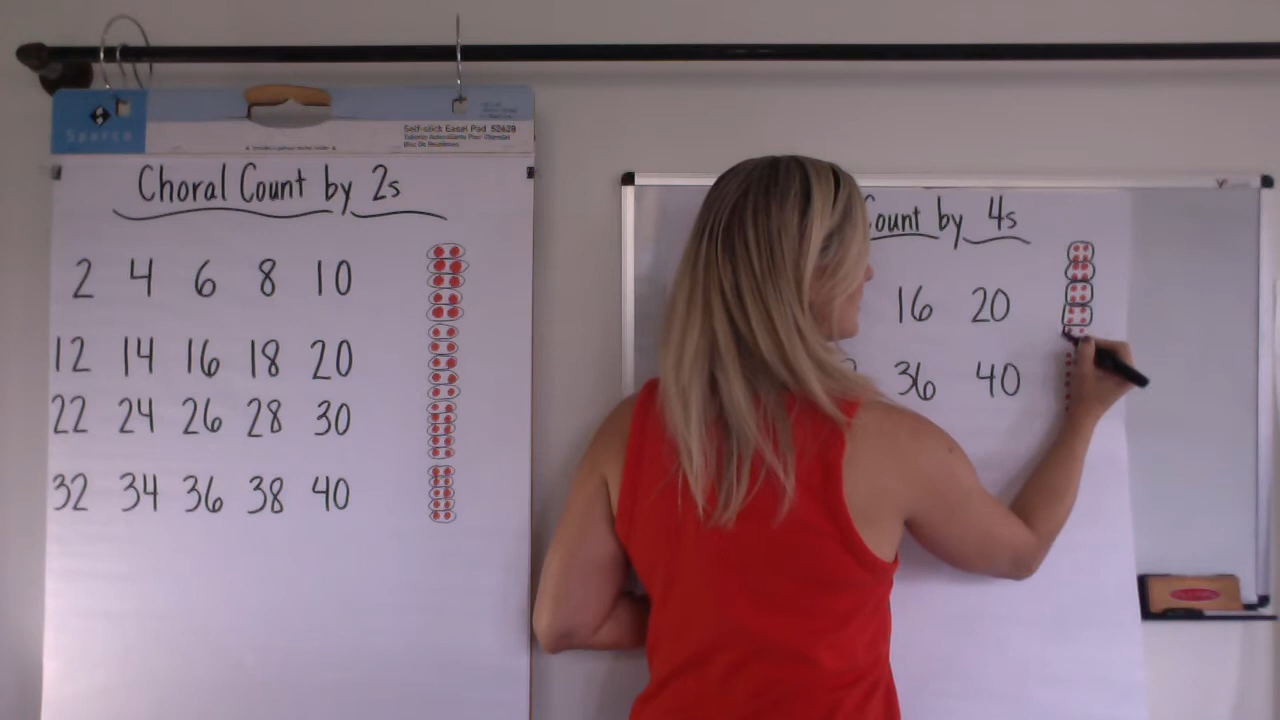 Sparco
Self-stick Easel Pad 52628
Choral Count by 2s
2 4 6 8 10
12 14 16 18 20
22 24 26 28 30
32 34 36 38 40
Count by 4s
16 20
36 40